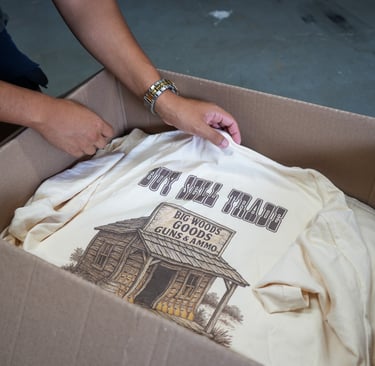 BUY SELL TRADE
BIG WOODS
GOODS
GUNS & AMMO